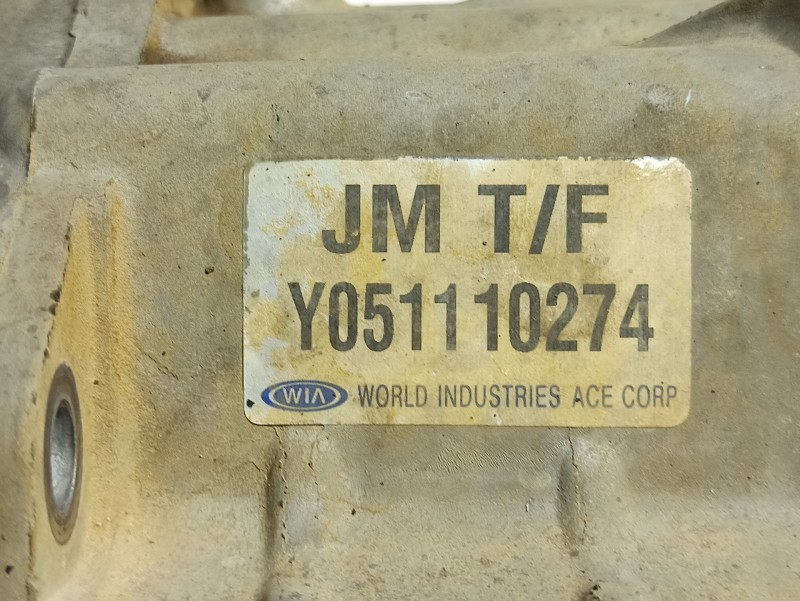 JM T/F
Y051110274
WIA WORLD INDUSTRIES ACE CORP